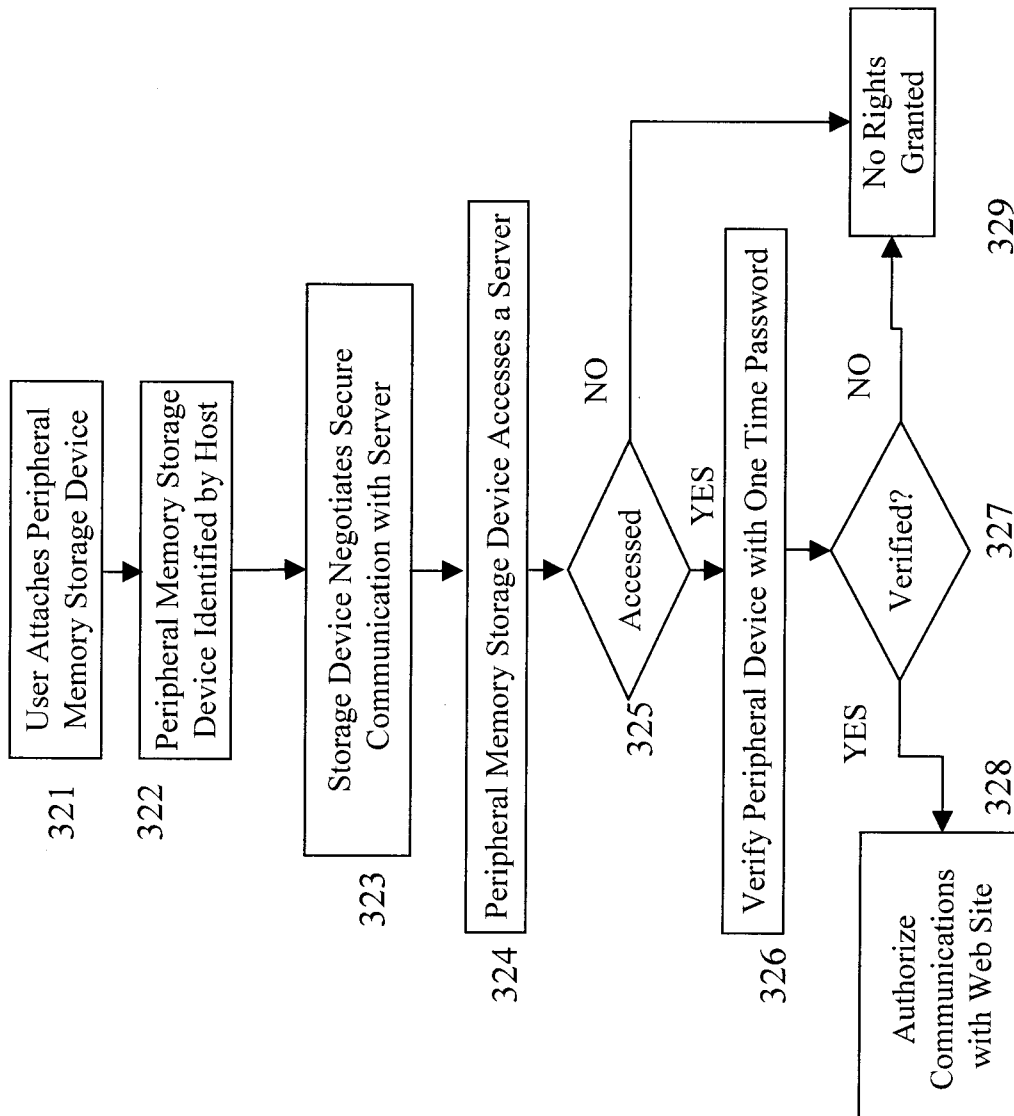 321
User Attaches Peripheral
Memory Storage Device
322
Peripheral Memory Storage
Device Identified by Host
323
Storage Device Negotiates Secure
Communication with Server
324
Peripheral Memory Storage Device Accesses a Server
325
Accessed
NO
YES
326
Verify Peripheral Device with One Time Password
327
Verified?
YES
NO
328
Authorize
Communications
with Web Site
329
No Rights
Granted